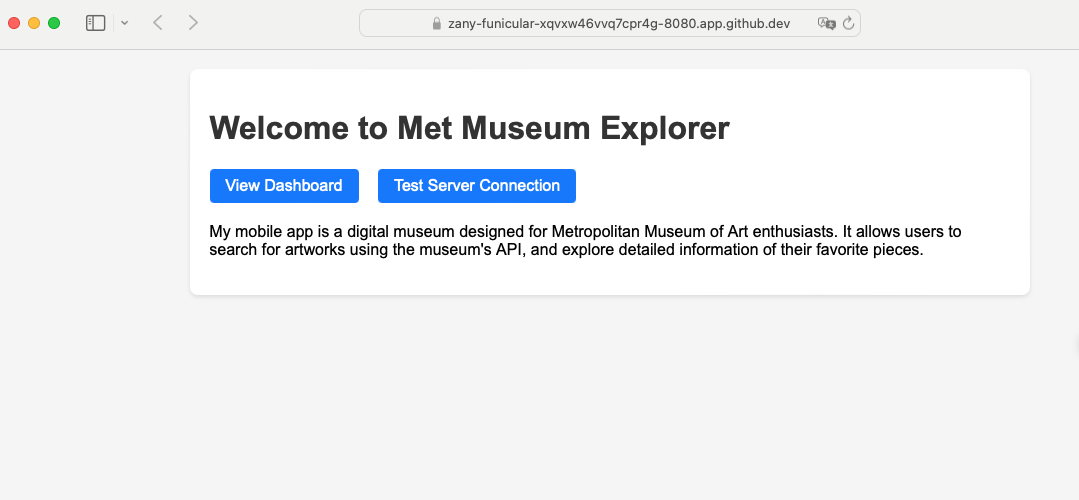 zany-funicular-xqvxw46vvq7cpr4g-8080.app.github.dev
Welcome to Met Museum Explorer
View Dashboard
Test Server Connection
My mobile app is a digital museum designed for Metropolitan Museum of Art enthusiasts. It allows users to
search for artworks using the museum's API, and explore detailed information of their favorite pieces.